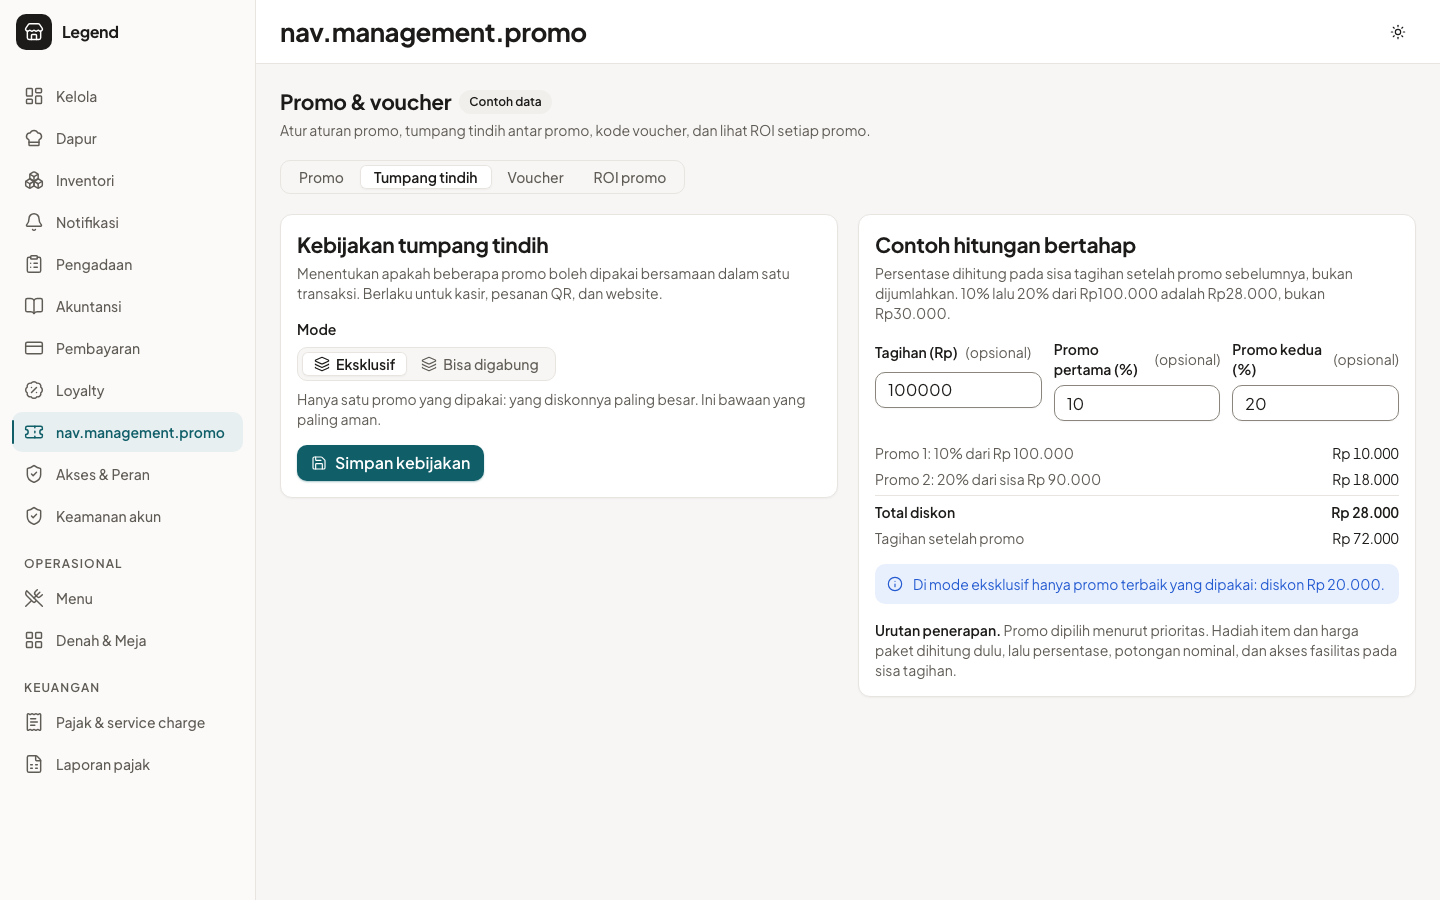 Legend
Kelola
Dapur
Inventori
Notifikasi
Pengadaan
Akuntansi
Pembayaran
Loyalty
nav.management.promo
Akses & Peran
Keamanan akun
OPERASIONAL
Menu
Denah & Meja
KEUANGAN
Pajak & service charge
Laporan pajak
nav.management.promo
Promo & voucher
Contoh data
Atur aturan promo, tumpang tindih antar promo, kode voucher, dan lihat ROI setiap promo.
Promo
Tumpang tindih
Voucher
ROI promo
Kebijakan tumpang tindih
Menentukan apakah beberapa promo boleh dipakai bersamaan dalam satu
transaksi. Berlaku untuk kasir, pesanan QR, dan website.
Mode
Eksklusif
Bisa digabung
Hanya satu promo yang dipakai: yang diskonnya paling besar. Ini bawaan yang
paling aman.
Simpan kebijakan
Contoh hitungan bertahap
Persentase dihitung pada sisa tagihan setelah promo sebelumnya, bukan
dijumlahkan. 10% lalu 20% dari Rp100.000 adalah Rp28.000, bukan
Rp30.000.
Tagihan (Rp) (opsional)
100000
Promo
pertama (%) (opsional)
10
Promo kedua
(%) (opsional)
20
Promo 1: 10% dari Rp 100.000 Rp 10.000
Promo 2: 20% dari sisa Rp 90.000 Rp 18.000
Total diskon Rp 28.000
Tagihan setelah promo Rp 72.000
Di mode eksklusif hanya promo terbaik yang dipakai: diskon Rp 20.000.
Urutan penerapan. Promo dipilih menurut prioritas. Hadiah item dan harga
paket dihitung dulu, lalu persentase, potongan nominal, dan akses fasilitas pada
sisa tagihan.